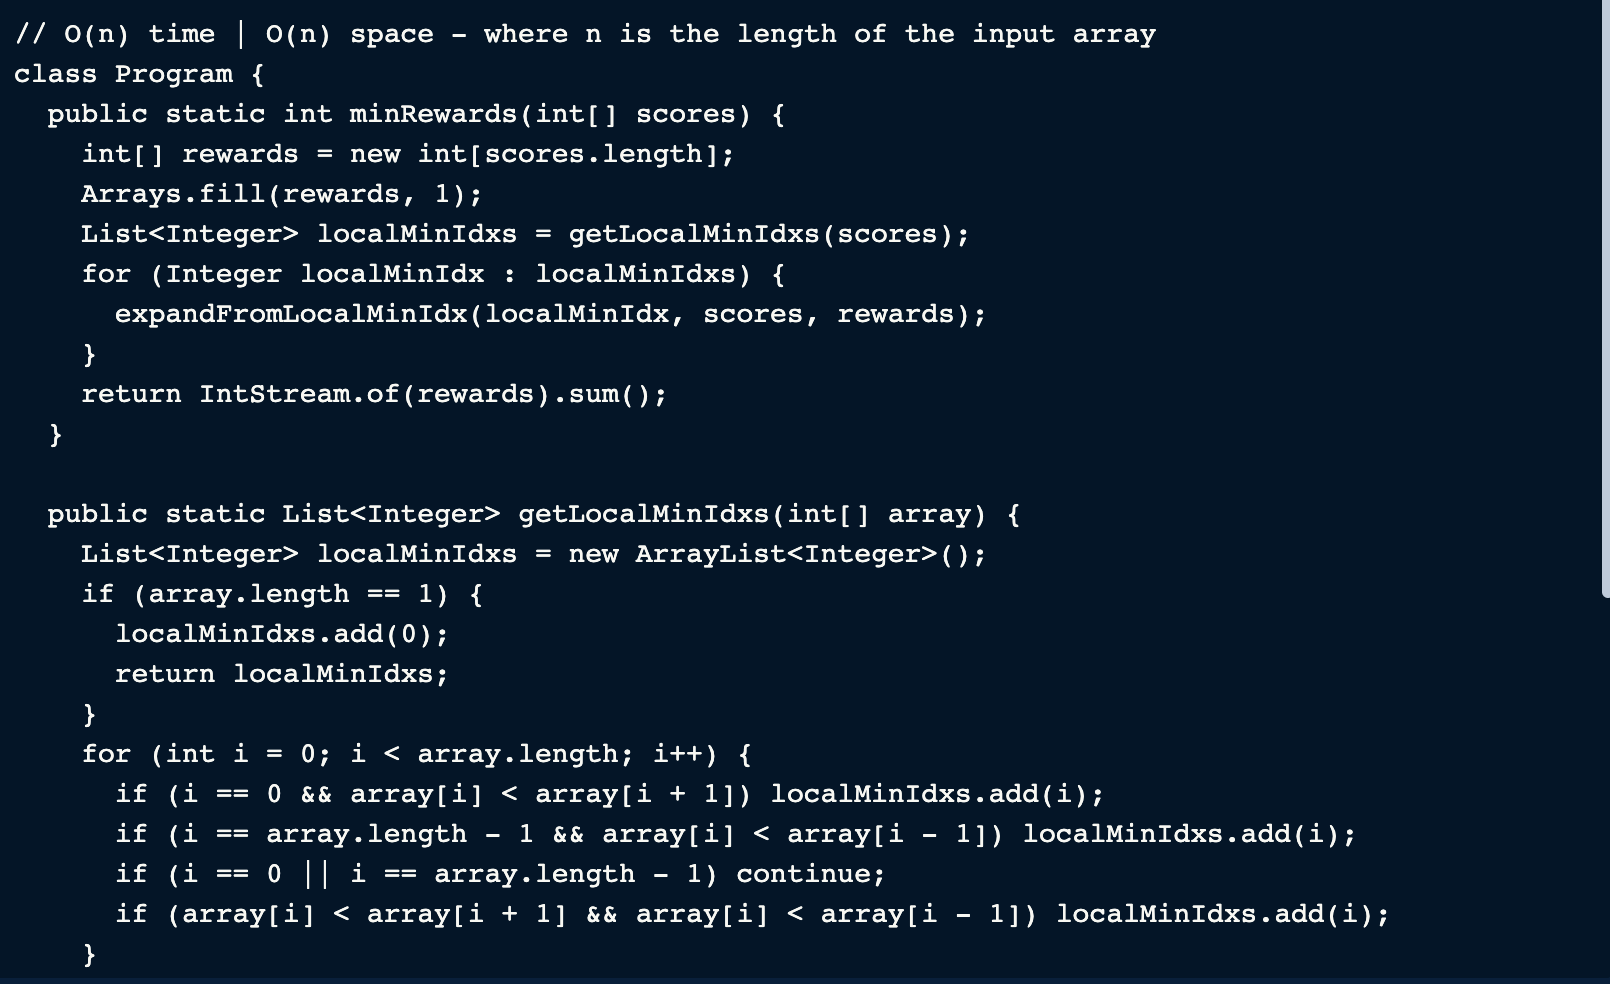 // O(n) time | O(n) space - where n is the length of the input array
class Program {
  public static int minRewards(int[] scores) {
    int[] rewards = new int[scores.length];
    Arrays.fill(rewards, 1);
    List<Integer> localMinIdxs = getLocalMinIdxs(scores);
    for (Integer localMinIdx : localMinIdxs) {
      expandFromLocalMinIdx(localMinIdx, scores, rewards);
    }
    return IntStream.of(rewards).sum();
  }

  public static List<Integer> getLocalMinIdxs(int[] array) {
    List<Integer> localMinIdxs = new ArrayList<Integer>();
    if (array.length == 1) {
      localMinIdxs.add(0);
      return localMinIdxs;
    }
    for (int i = 0; i < array.length; i++) {
      if (i == 0 && array[i] < array[i + 1]) localMinIdxs.add(i);
      if (i == array.length - 1 && array[i] < array[i - 1]) localMinIdxs.add(i);
      if (i == 0 || i == array.length - 1) continue;
      if (array[i] < array[i + 1] && array[i] < array[i - 1]) localMinIdxs.add(i);
    }